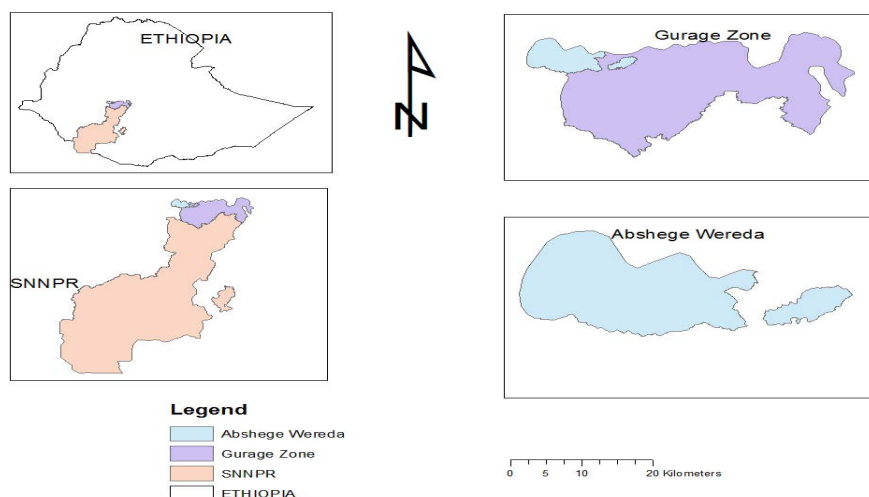 ETHIOPIA
N
Gurage Zone
SNNPR
Abshege Wereda
Legend
Abshege Wereda
Gurage Zone
SNNPR
ETHIOPIA
0 5 10 20 Kilometers